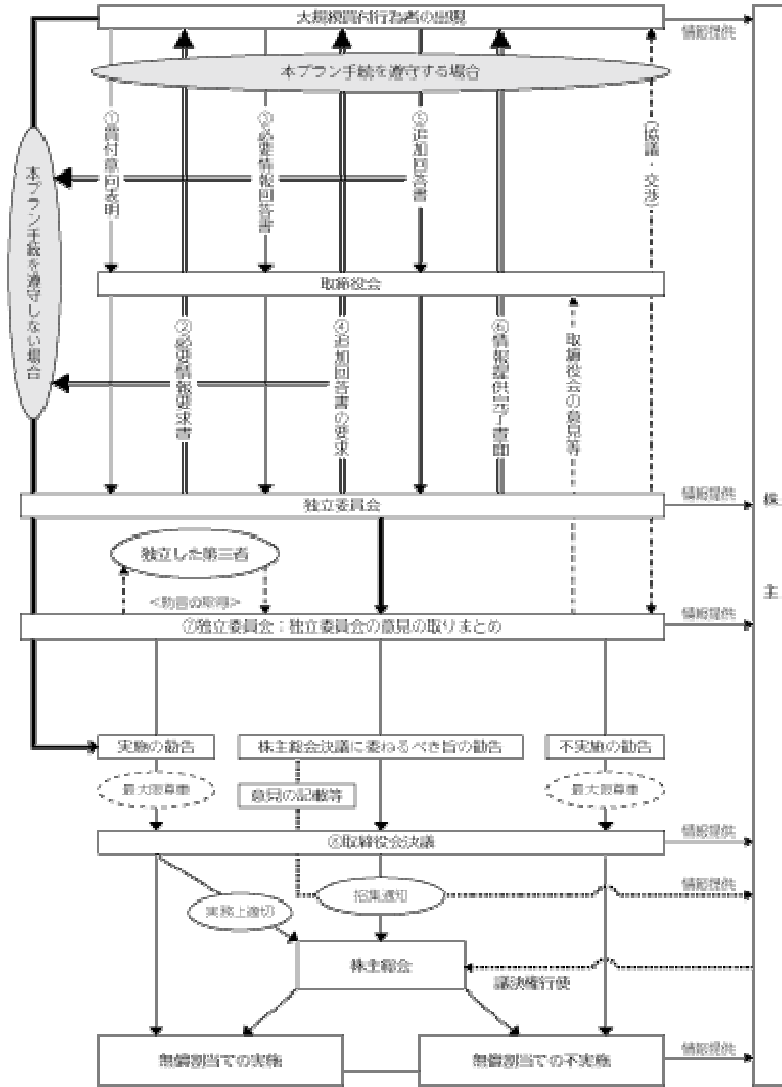 大規模買付行為者の出現
情報提供
本プラン手続を遵守する場合
①買付意向表明
③必要情報回答書
⑤追加回答書
(協議・交渉)
本プラン手続を遵守しない場合
取締役会
②必要情報要求書
④追加回答書の要求
⑥情報提供完了書面
取締役会の意見等
情報提供
独立委員会
株主
独立した第三者
<助言の取得>
情報提供
⑦独立委員会：独立委員会の意見の取りまとめ
実施の勧告
株主総会決議に委ねるべき旨の勧告
不実施の勧告
最大限尊重
意見の記載等
最大限尊重
情報提供
⑧取締役会決議
情報提供
招集通知
実務上適切
株主総会
議決権行使
無償割当ての実施
無償割当ての不実施
情報提供